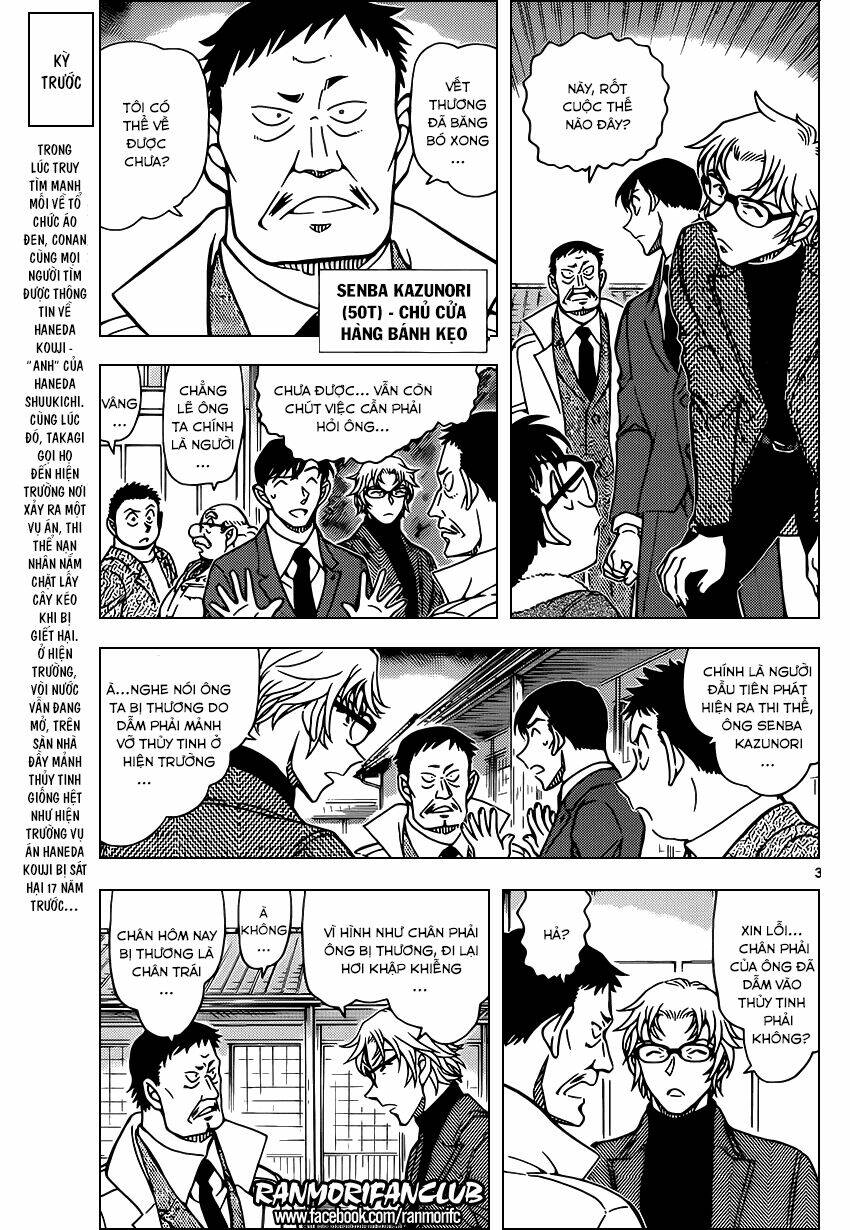 KỲ
TRƯỚC
TRONG
LÚC TRUY
TÌM MANH
MỐI VỀ TỔ
CHỨC ÁO
ĐEN, CONAN
CÙNG MỌI
NGƯỜI TÌM
ĐƯỢC THÔNG
TIN VỀ
HANEDA
KOUJI -
"ANH" CỦA
HANEDA
SHUUKICHI.
CÙNG LÚC
ĐÓ, TAKAGI
GỌI HỌ
ĐẾN HIỆN
TRƯỜNG NƠI
XẢY RA MỘT
VỤ ÁN, THI
THỂ NẠN
NHÂN NẮM
CHẶT LẤY
CÂY KÉO
KHI BỊ
GIẾT HẠI.
Ở HIỆN
TRƯỜNG,
VÒI NƯỚC
VẪN ĐANG
MỞ, TRÊN
SÀN NHÀ
ĐẦY MẢNH
THỦY TINH
GIỐNG HỆT
NHƯ HIỆN
TRƯỜNG VỤ
ÁN HANEDA
KOUJI BỊ SÁT
HẠI 17 NĂM
TRƯỚC...
NÀY, RỐT
CUỘC THẾ
NÀO ĐÂY?
VẾT
THƯƠNG
ĐÃ BĂNG
BÓ XONG
...
TÔI CÓ
THỂ VỀ
ĐƯỢC
CHƯA?
SENBA KAZUNORI
(50T) - CHỦ CỬA
HÀNG BÁNH KẸO
CHƯA ĐƯỢC... VẪN CÒN
CHÚT VIỆC CẦN PHẢI
HỎI ÔNG...
CHẲNG
LẼ ÔNG
TA CHÍNH
LÀ NGƯỜI
...
VÂNG
...
CHÍNH LÀ NGƯỜI
ĐẦU TIÊN PHÁT
HIỆN RA THI THỂ,
ÔNG SENBA
KAZUNORI
...
À...NGHE NÓI ÔNG
TA BỊ THƯƠNG DO
DẪM PHẢI MẢNH
VỠ THỦY TINH Ở
HIỆN TRƯỜNG
...
3
XIN LỖI...
CHÂN PHẢI
CỦA ÔNG ĐÃ
DẪM VÀO
THỦY TINH
PHẢI
KHÔNG?
HẢ?
VÌ HÌNH NHƯ CHÂN PHẢI
ÔNG BỊ THƯƠNG, ĐI LẠI
HƠI KHẬP KHIỄNG
...
À
KHÔNG
...
CHÂN HÔM NAY
BỊ THƯƠNG LÀ
CHÂN TRÁI
...
RANMORIFANCLUB
www.facebook.com/ranmorifc